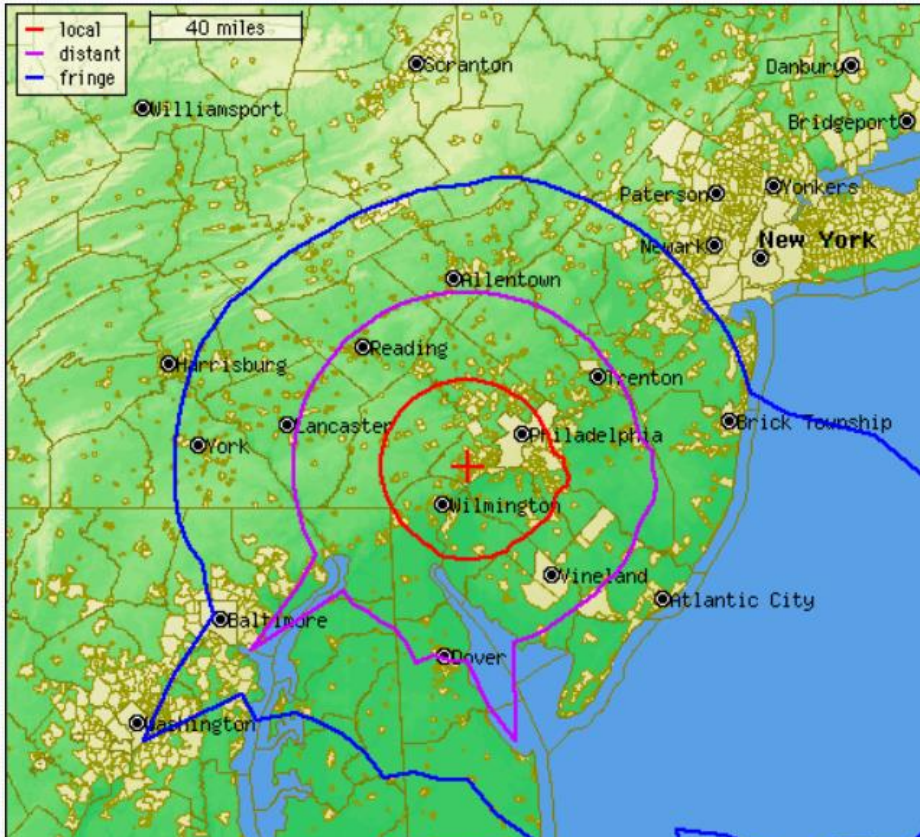 local
40 miles
distant
fringe
Scranton
Danbury
Williamsport
Bridgeport
Paterson
Yonkers
Newark
New York
Allentown
Harrisburg
Reading
Trenton
Lancaster
Brick Township
York
Philadelphia
Wilmington
Vineland
Atlantic City
Baltimore
Dover
Washington